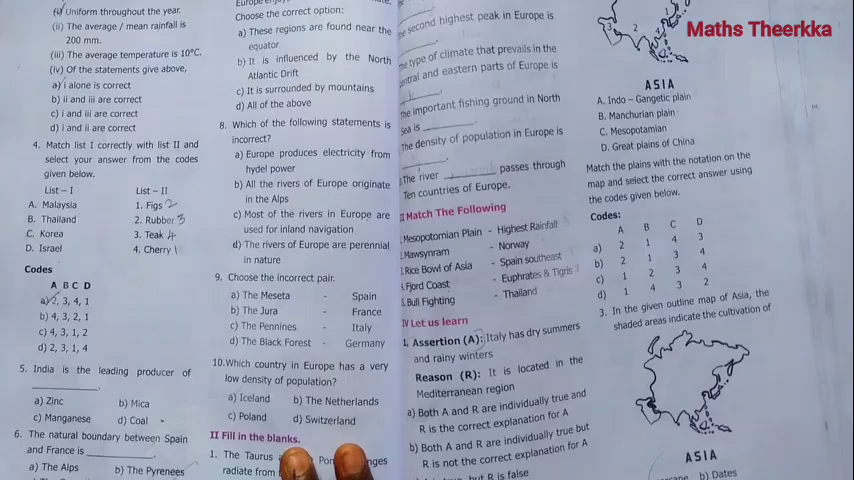 (i) Uniform throughout the year.
(ii) The average / mean rainfall is
200 mm.
(iii) The average temperature is 10°C.
(iv) Of the statements give above,
a) i alone is correct
b) ii and iii are correct
c) i and iii are correct
d) i and ii are correct
4. Match list I correctly with list II and
select your answer from the codes
given below.
List – I List – II
A. Malaysia 1. Figs 2
B. Thailand 2. Rubber 3
C. Korea 3. Teak 4
D. Israel 4. Cherry 1
Codes
A B C D
a) 2, 3, 4, 1
b) 4, 3, 2, 1
c) 4, 3, 1, 2
d) 2, 3, 1, 4
5. India is the leading producer of
a) Zinc b) Mica
c) Manganese d) Coal
6. The natural boundary between Spain
and France is
a) The Alps b) The Pyrenees
Choose the correct option:
a) These regions are found near the
equator
b) It is influenced by the North
Atlantic Drift
c) It is surrounded by mountains
d) All of the above
8. Which of the following statements is
incorrect?
a) Europe produces electricity from
hydel power
b) All the rivers of Europe originate
in the Alps
c) Most of the rivers in Europe are
used for inland navigation
d) The rivers of Europe are perennial
in nature
9. Choose the incorrect pair.
a) The Meseta - Spain
b) The Jura - France
c) The Pennines - Italy
d) The Black Forest - Germany
10. Which country in Europe has a very
low density of population?
a) Iceland b) The Netherlands
c) Poland d) Switzerland
II Fill in the blanks.
1. The Taurus
radiate from
second highest peak in Europe is
type of climate that prevails in the
and eastern parts of Europe is
important fishing ground in North
Sea is
The density of population in Europe is
The river passes through
Ten countries of Europe.
Match The Following
Mesopotomian Plain - Highest Rainfall
Mawsynram - Norway
Rice Bowl of Asia - Spain southeast
Fjord Coast - Euphrates & Tigris
Bull Fighting - Thailand
IV Let us learn
1. Assertion (A): Italy has dry summers
and rainy winters
Reason (R): It is located in the
Mediterranean region
a) Both A and R are individually true and
R is the correct explanation for A
b) Both A and R are individually true but
R is not the correct explanation for A
but R is false
1
3 2
4
Maths Theerkka
ASIA
A. Indo – Gangetic plain
B. Manchurian plain
C. Mesopotamian
D. Great plains of China
Match the plains with the notation on the
map and select the correct answer using
the codes given below.
Codes:
A B C D
a) 2 1 4 3
b) 2 1 3 4
c) 1 2 3 4
d) 1 4 3 2
3. In the given outline map of Asia, the
shaded areas indicate the cultivation of
ASIA
b) Dates